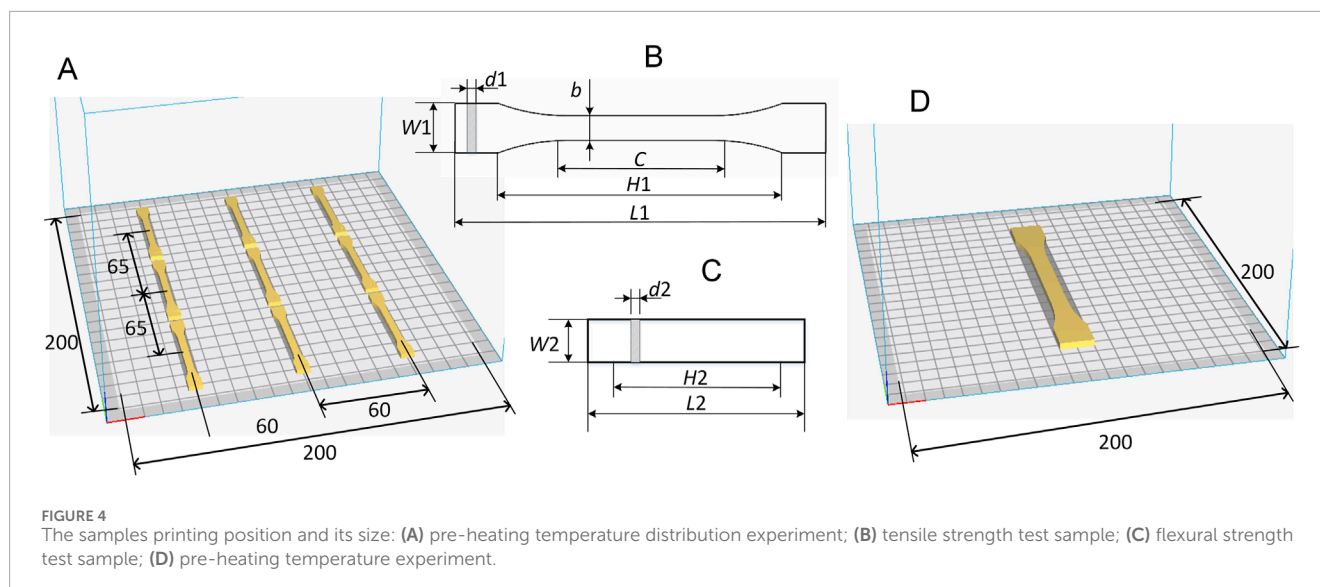 A
65
65
200
60
60
200
B
d1
b
W1
C
H1
L1
C
d2
W2
H2
L2
D
200
200
FIGURE 4
The samples printing position and its size: (A) pre-heating temperature distribution experiment; (B) tensile strength test sample; (C) flexural strength
test sample; (D) pre-heating temperature experiment.